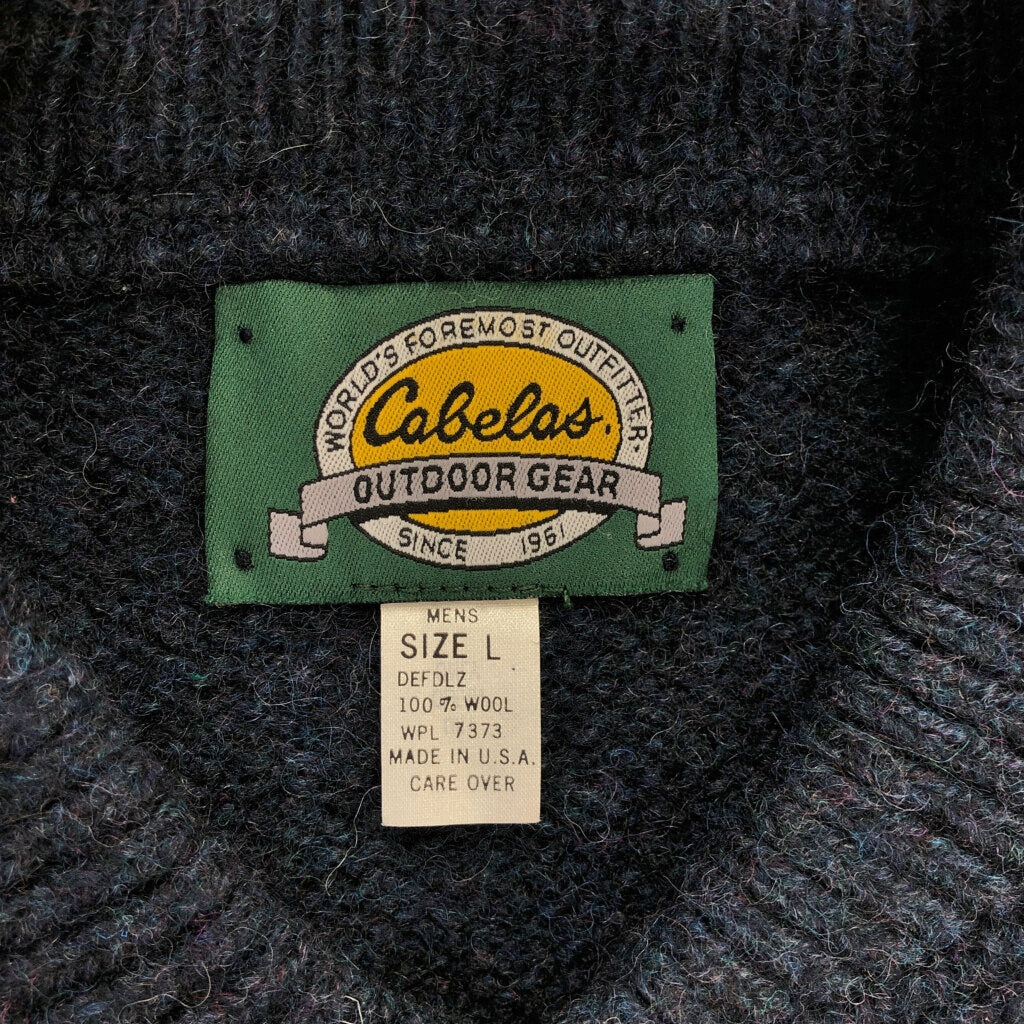 WORLD'S FOREMOST OUTFITTER.
Cabelas.
OUTDOOR GEAR
SINCE 1961
MENS
SIZE L
DEFDLZ
100 % WOOL
WPL 7373
MADE IN U.S.A.
CARE OVER